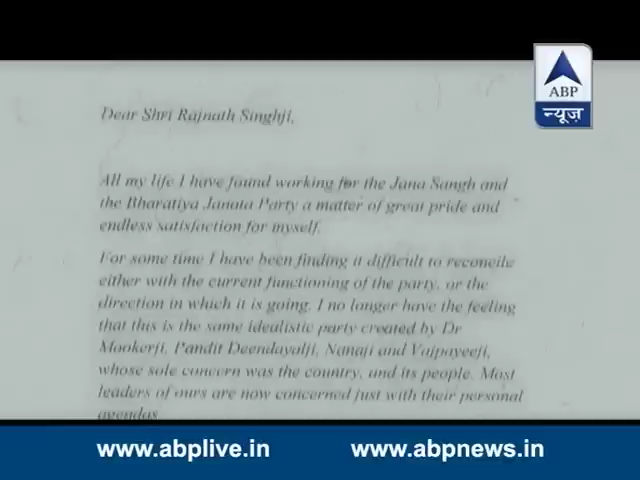 ABP
न्यूज़
Dear Shri Rajnath Singhji,
All my life I have found working for the Jana Sangh and
the Bharatiya Janata Party a matter of great pride and
endless satisfaction for myself.
For some time I have been finding it difficult to reconcile
either with the current functioning of the party, or the
direction in which it is going. I no longer have the feeling
that this is the same idealistic party created by Dr
Mookerji, Pandit Deendayalji, Nanaji and Vajpayeeji,
whose sole concern was the country, and its people. Most
leaders of ours are now concerned just with their personal
agendas
www.abplive.in www.abpnews.in